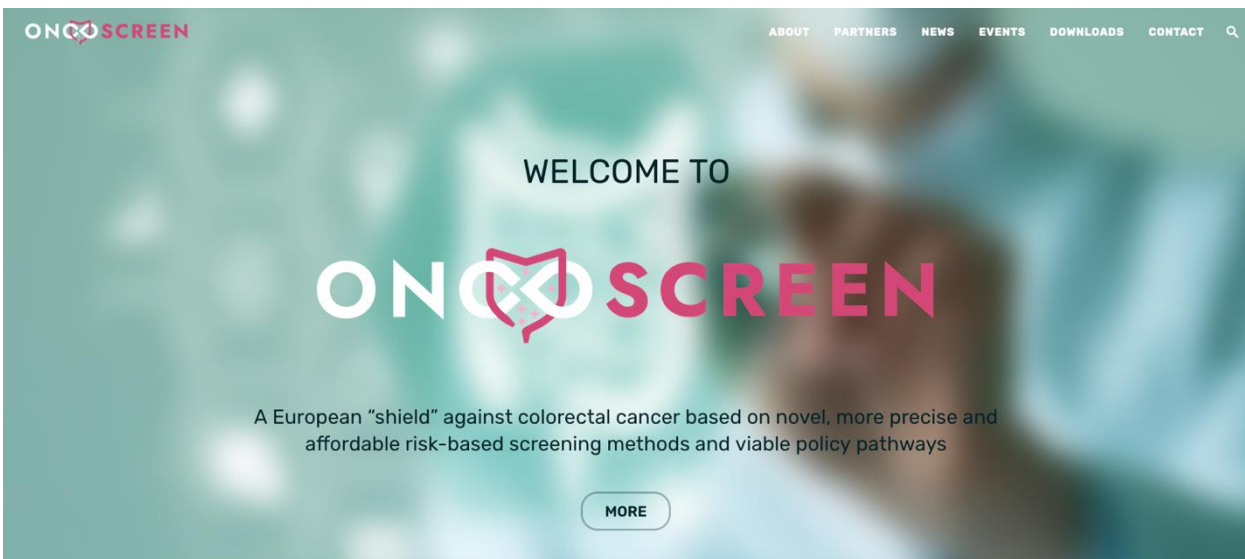 ONCOSCREEN
ABOUT PARTNERS NEWS EVENTS DOWNLOADS CONTACT
WELCOME TO
ONCOSCREEN
A European “shield” against colorectal cancer based on novel, more precise and
affordable risk-based screening methods and viable policy pathways
MORE